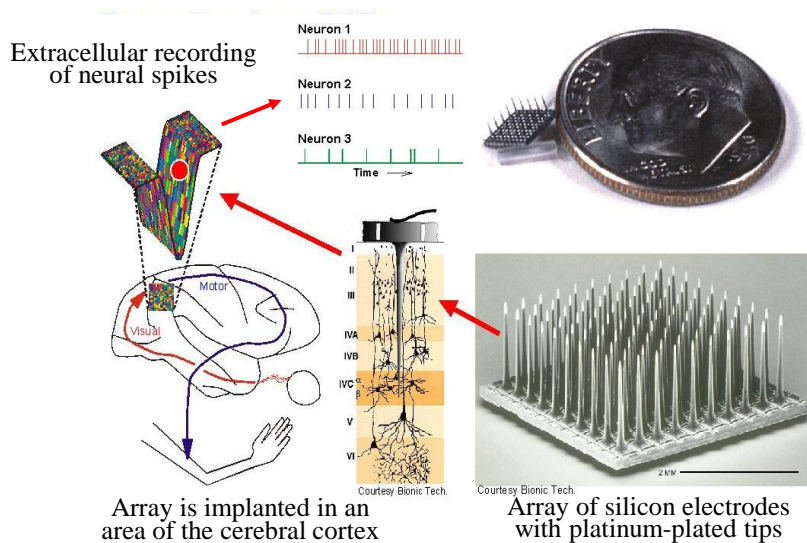 Extracellular recording
of neural spikes
Neuron 1
Neuron 2
Neuron 3
Time
LIBERTY
I
II
III
IVA
IVB
IVC
α
β
V
VI
Motor
Visual
Courtesy Bionic Tech.
2 MM
Courtesy Bionic Tech.
Array is implanted in an
area of the cerebral cortex
Array of silicon electrodes
with platinum-plated tips